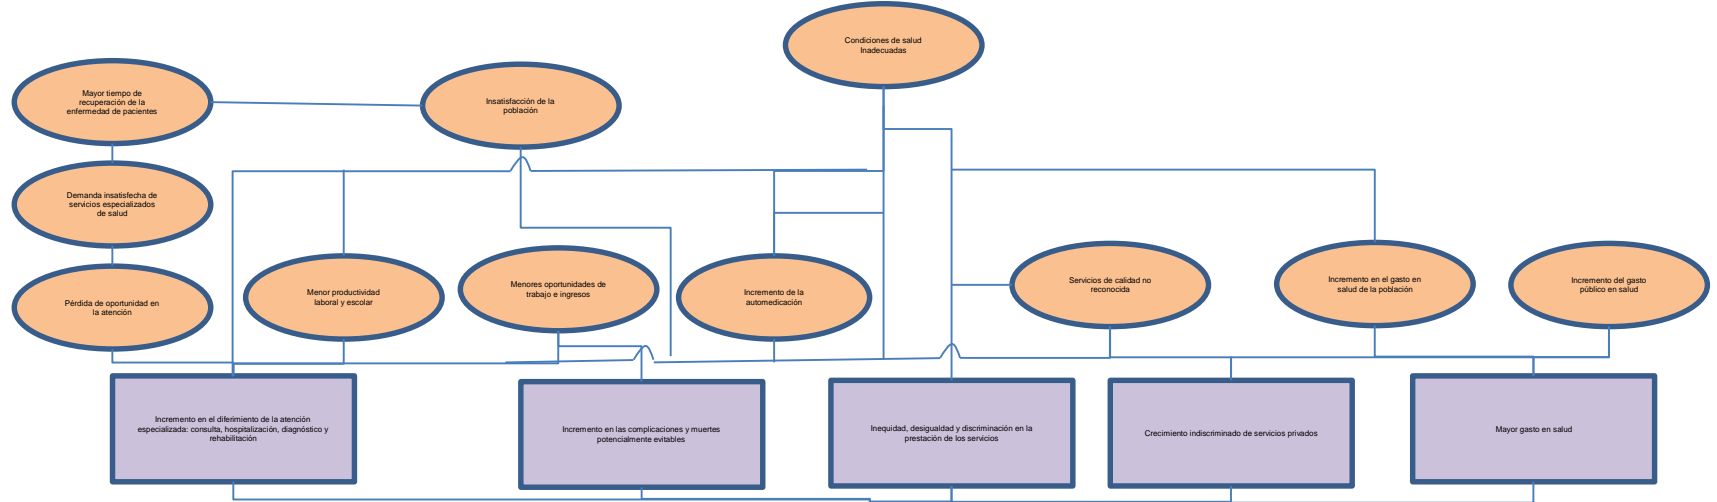 Condiciones de salud
Inadecuadas
Mayor tiempo de
recuperación de la
enfermedad de pacientes
Insatisfacción de la
población
Demanda insatisfecha de
servicios especializados
de salud
Pérdida de oportunidad en
la atención
Menor productividad
laboral y escolar
Menores oportunidades de
trabajo e ingresos
Incremento de la
automedicación
Servicios de calidad no
reconocida
Incremento en el gasto en
salud de la población
Incremento del gasto
público en salud
Incremento en el diferimiento de la atención
especializada: consulta, hospitalización, diagnóstico y
rehabilitación
Incremento en las complicaciones y muertes
potencialmente evitables
Inequidad, desigualdad y discriminación en la
prestación de los servicios
Crecimiento indiscriminado de servicios privados
Mayor gasto en salud